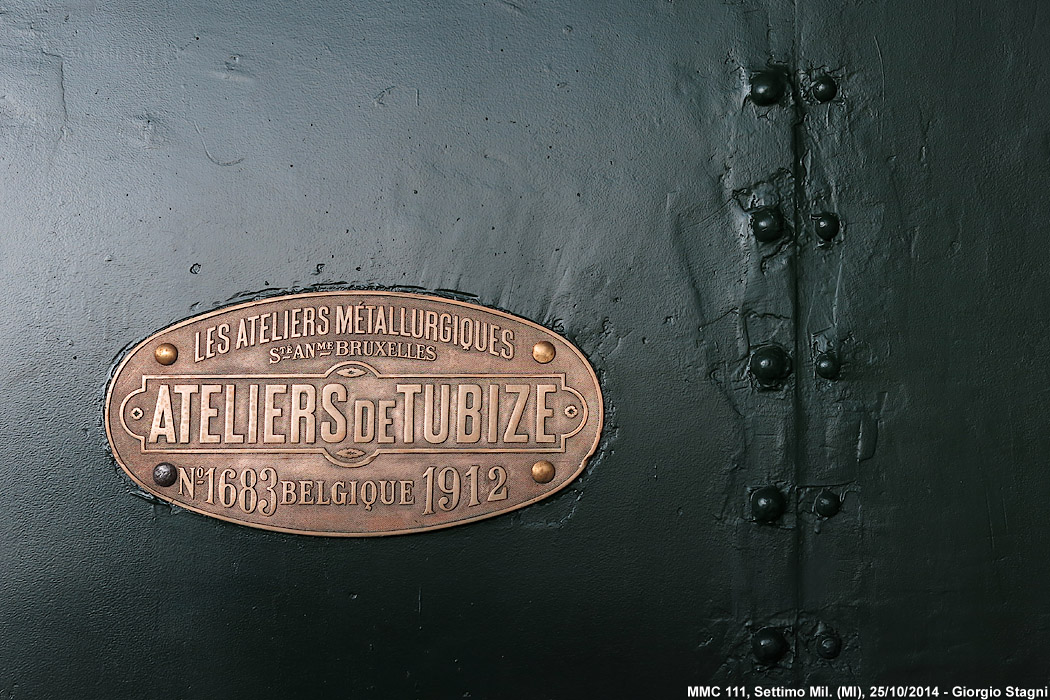 LES ATELIERS MÉTALLURGIQUES
STÉ ANME BRUXELLES
ATELIERS DE TUBIZE
No 1683 BELGIQUE 1912
MMC 111, Settimo Mil. (MI), 25/10/2014 - Giorgio Stagni